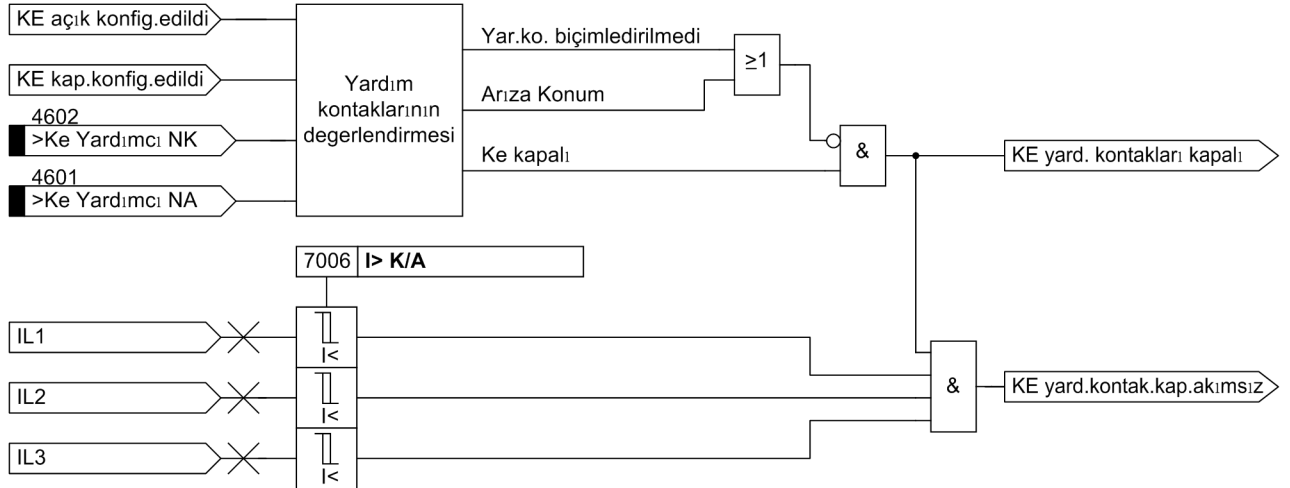 KE açık konfig.edildi
KE kap.konfig.edildi
4602
>Ke Yardımcı NK
4601
>Ke Yardımcı NA
Yardım
kontaklarının
degerlendirmesi
Yar.ko. biçimledirilmedi
Arıza Konum
Ke kapalı
≥1
&
KE yard. kontakları kapalı
7006 I> K/A
IL1
I<
IL2
I<
IL3
I<
&
KE yard.kontak.kap.akımsız